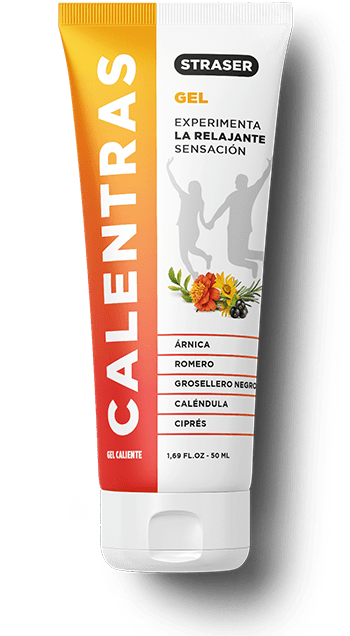 CALENTRAS
GEL CALIENTE
STRASER
GEL
EXPERIMENTA
LA RELAJANTE
SENSACIÓN
ÁRNICA
ROMERO
GROSELLERO NEGRO
CALÉNDULA
CIPRÉS
1,69 FL.OZ - 50 ML